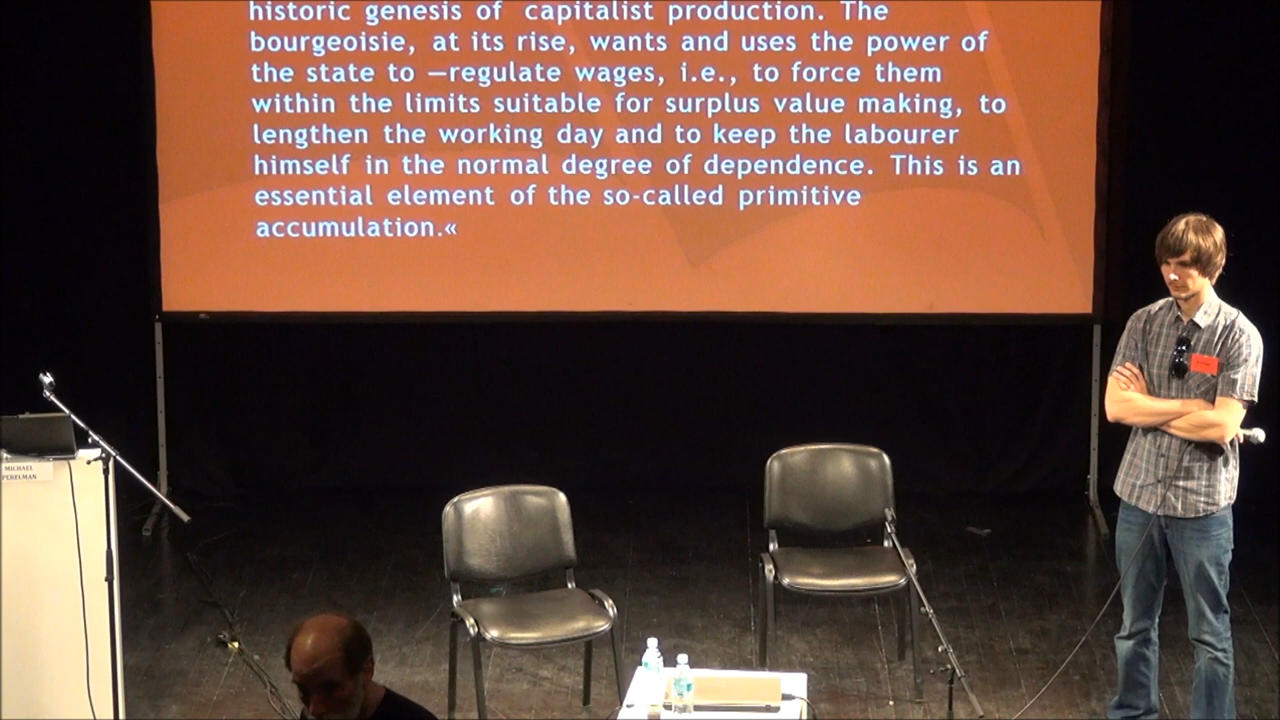 historic genesis of capitalist production. The
bourgeoisie, at its rise, wants and uses the power of
the state to —regulate wages, i.e., to force them
within the limits suitable for surplus value making, to
lengthen the working day and to keep the labourer
himself in the normal degree of dependence. This is an
essential element of the so-called primitive
accumulation.«
MICHAEL
PERELMAN